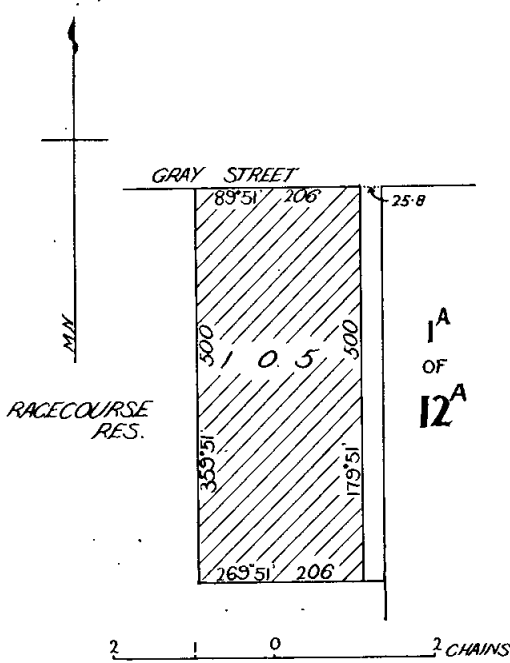 GRAY STREET
89°51' 206
25·8
MN
500
1 0 5
500
1A
OF
12A
RACECOURSE
RES.
359°51'
179°51'
269°51' 206
2 1 0 2 CHAINS